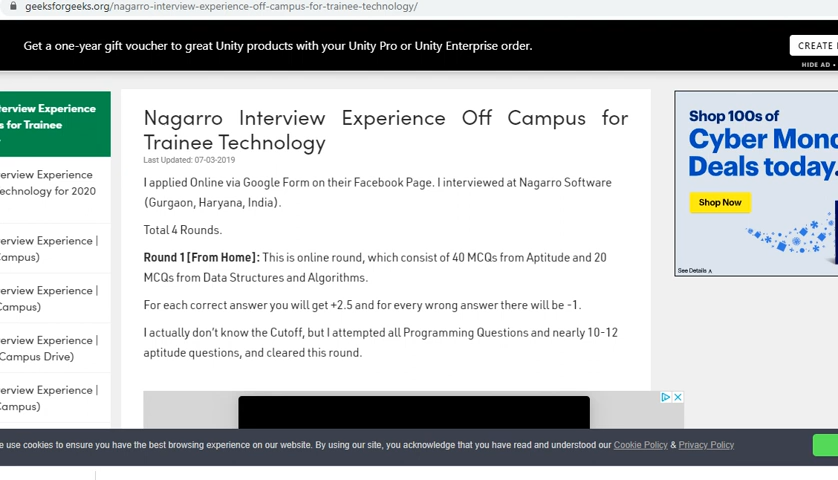 geeksforgeeks.org/nagarro-interview-experience-off-campus-for-trainee-technology/
Get a one-year gift voucher to great Unity products with your Unity Pro or Unity Enterprise order.
CREATE
HIDE AD •
terview Experience
s for Trainee
erview Experience
echnology for 2020
erview Experience |
Campus)
erview Experience |
Campus)
erview Experience |
Campus Drive)
erview Experience |
Campus)
Nagarro Interview Experience Off Campus for
Trainee Technology
Last Updated: 07-03-2019
I applied Online via Google Form on their Facebook Page. I interviewed at Nagarro Software
(Gurgaon, Haryana, India).
Total 4 Rounds.
Round 1[From Home]: This is online round, which consist of 40 MCQs from Aptitude and 20
MCQs from Data Structures and Algorithms.
For each correct answer you will get +2.5 and for every wrong answer there will be -1.
I actually don't know the Cutoff, but I attempted all Programming Questions and nearly 10-12
aptitude questions, and cleared this round.
Shop 100s of
Cyber Mon
Deals today.
Shop Now
See Details ∧
e use cookies to ensure you have the best browsing experience on our website. By using our site, you acknowledge that you have read and understood our Cookie Policy & Privacy Policy